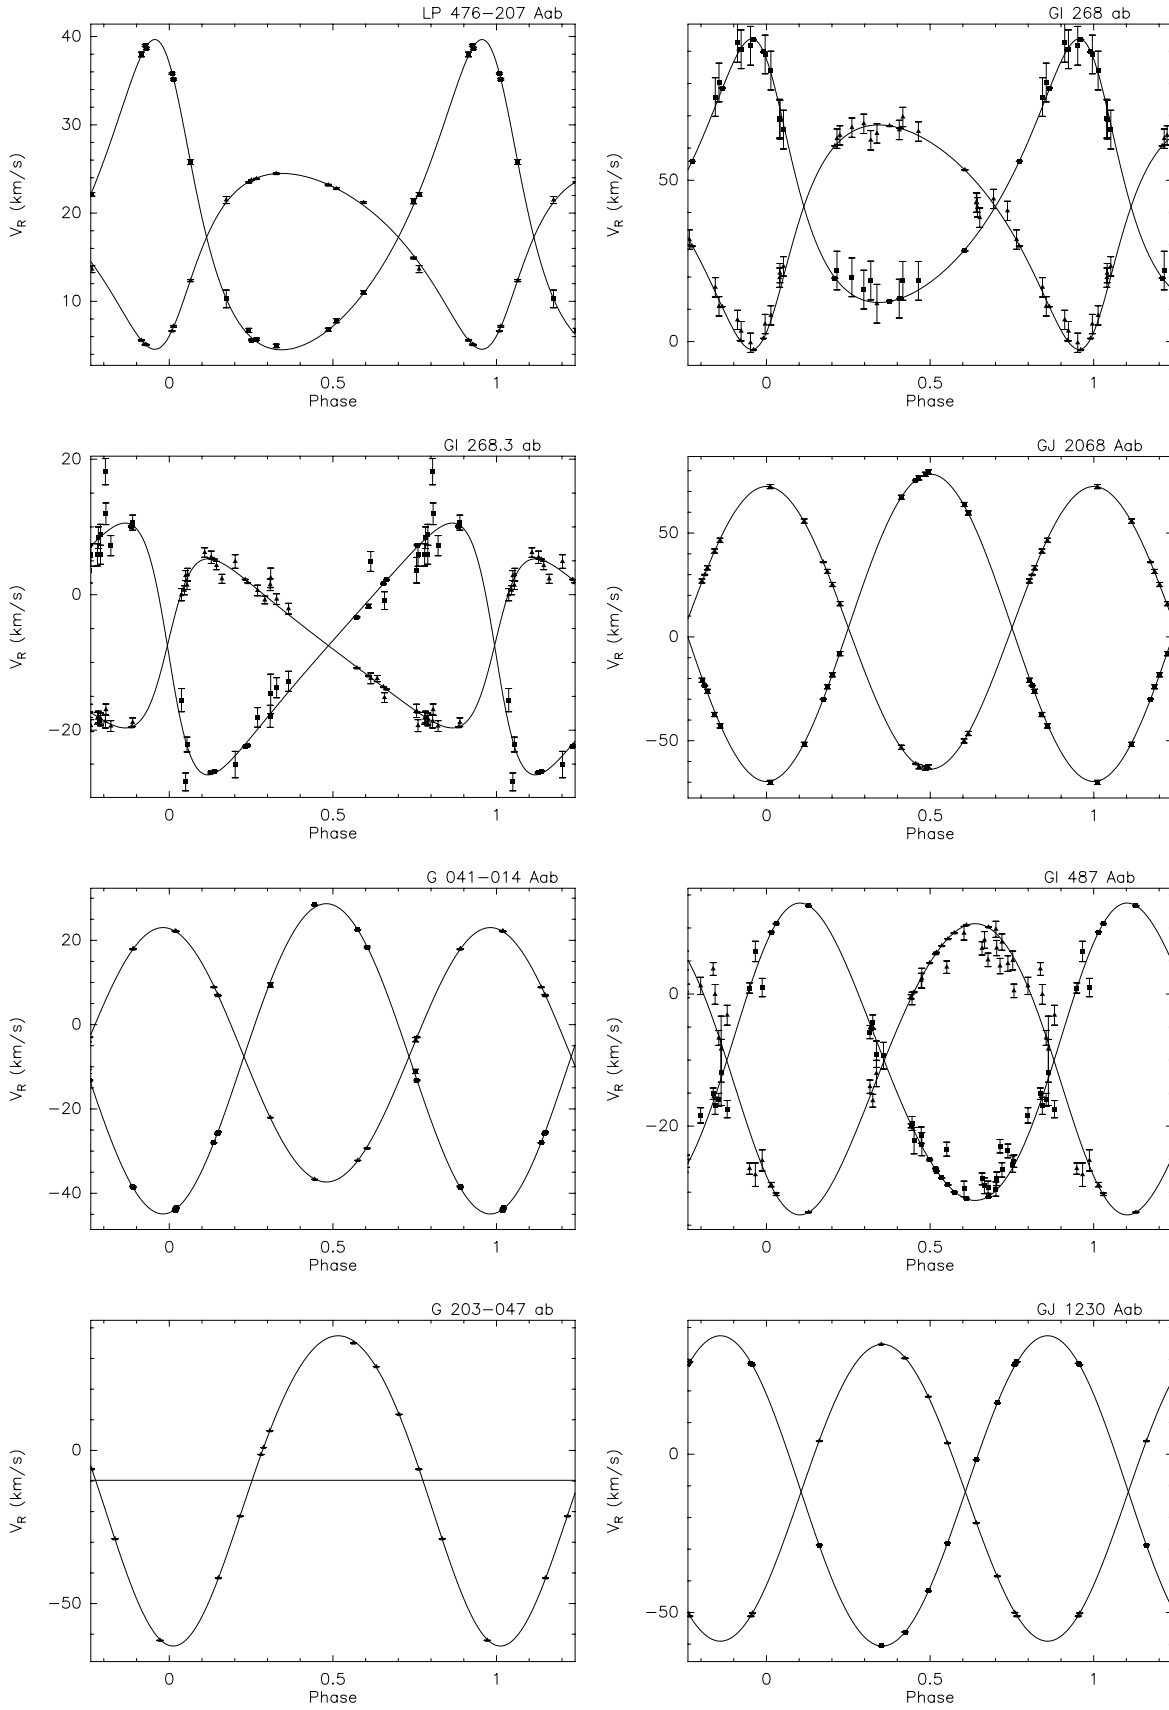 LP 476−207 Aab
Gl 268 ab
40
30
20
10
V_R (km/s)
0 0.5 1
Phase
50
0
V_R (km/s)
0 0.5 1
Phase
Gl 268.3 ab
GJ 2068 Aab
20
0
−20
V_R (km/s)
0 0.5 1
Phase
50
0
−50
V_R (km/s)
0 0.5 1
Phase
G 041−014 Aab
Gl 487 Aab
20
0
−20
−40
V_R (km/s)
0 0.5 1
Phase
0
−20
V_R (km/s)
0 0.5 1
Phase
G 203−047 ab
GJ 1230 Aab
0
−50
V_R (km/s)
0 0.5 1
Phase
0
−50
V_R (km/s)
0 0.5 1
Phase